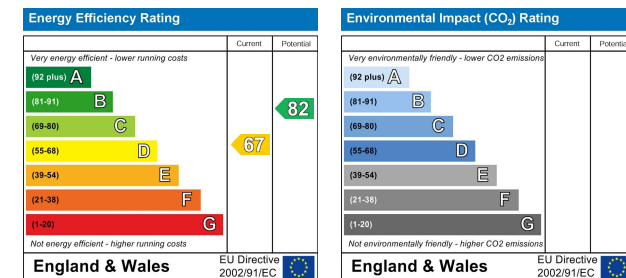 Energy Efficiency Rating
Current Potential
Very energy efficient - lower running costs
(92 plus) A
(81-91) B
82
(69-80) C
(55-68) D
67
(39-54) E
(21-38) F
(1-20) G
Not energy efficient - higher running costs
England & Wales
EU Directive
2002/91/EC
Environmental Impact (CO₂) Rating
Current Potentia
Very environmentally friendly - lower CO2 emissions
(92 plus) A
(81-91) B
(69-80) C
(55-68) D
(39-54) E
(21-38) F
(1-20) G
Not environmentally friendly - higher CO2 emissions
England & Wales
EU Directive
2002/91/EC